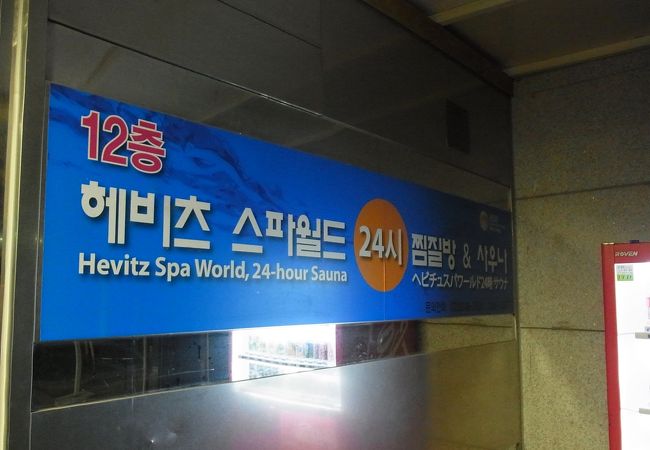 12층
헤비츠 스파월드 24시 찜질방 & 사우나
Hevitz Spa World, 24-hour Sauna
ヘビチュスパワールド24時サウナ
ROVEN